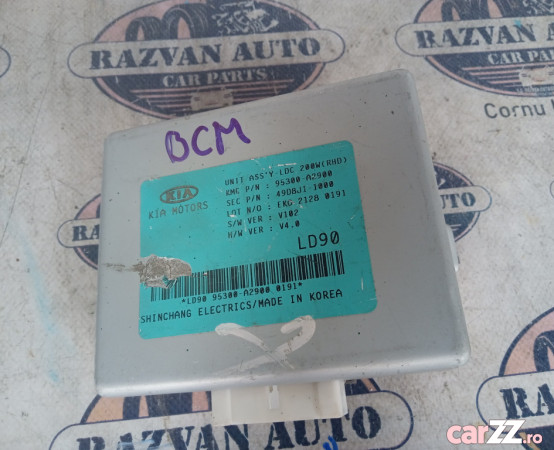 RAZVAN AUTO
CAR PARTS
RAZVAN AUTO
CAR PARTS
Cornu
BCM
KIA
KIA MOTORS
UNIT ASS'Y-LDC 200W(RHD)
KMC P/N : 95300-A2900
SEC P/N : 49D8J1-1000
LOT N/O : EKG 2128 0191
S/W VER : V102
H/W VER : V4.0
LD90
*LD90 95300-A2900 0191*
SHINCHANG ELECTRICS/MADE IN KOREA
RAZVAN AUTO
carzz.ro